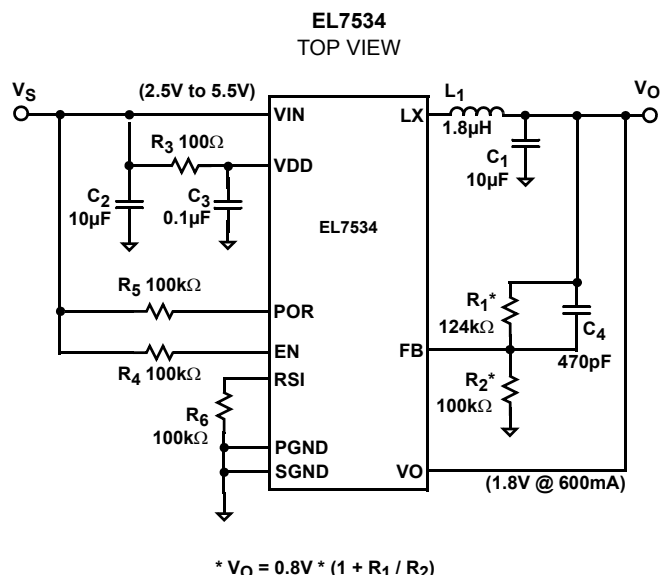 EL7534
TOP VIEW
VS
(2.5V to 5.5V)
L1
VO
VIN
LX
1.8µH
R3 100Ω
VDD
C1
10µF
C2
10µF
C3
0.1µF
EL7534
R5 100kΩ
POR
R1*
124kΩ
C4
470pF
R4 100kΩ
EN
FB
RSI
R2*
100kΩ
R6
100kΩ
PGND
SGND
VO
(1.8V @ 600mA)
* VO = 0.8V * (1 + R1 / R2)